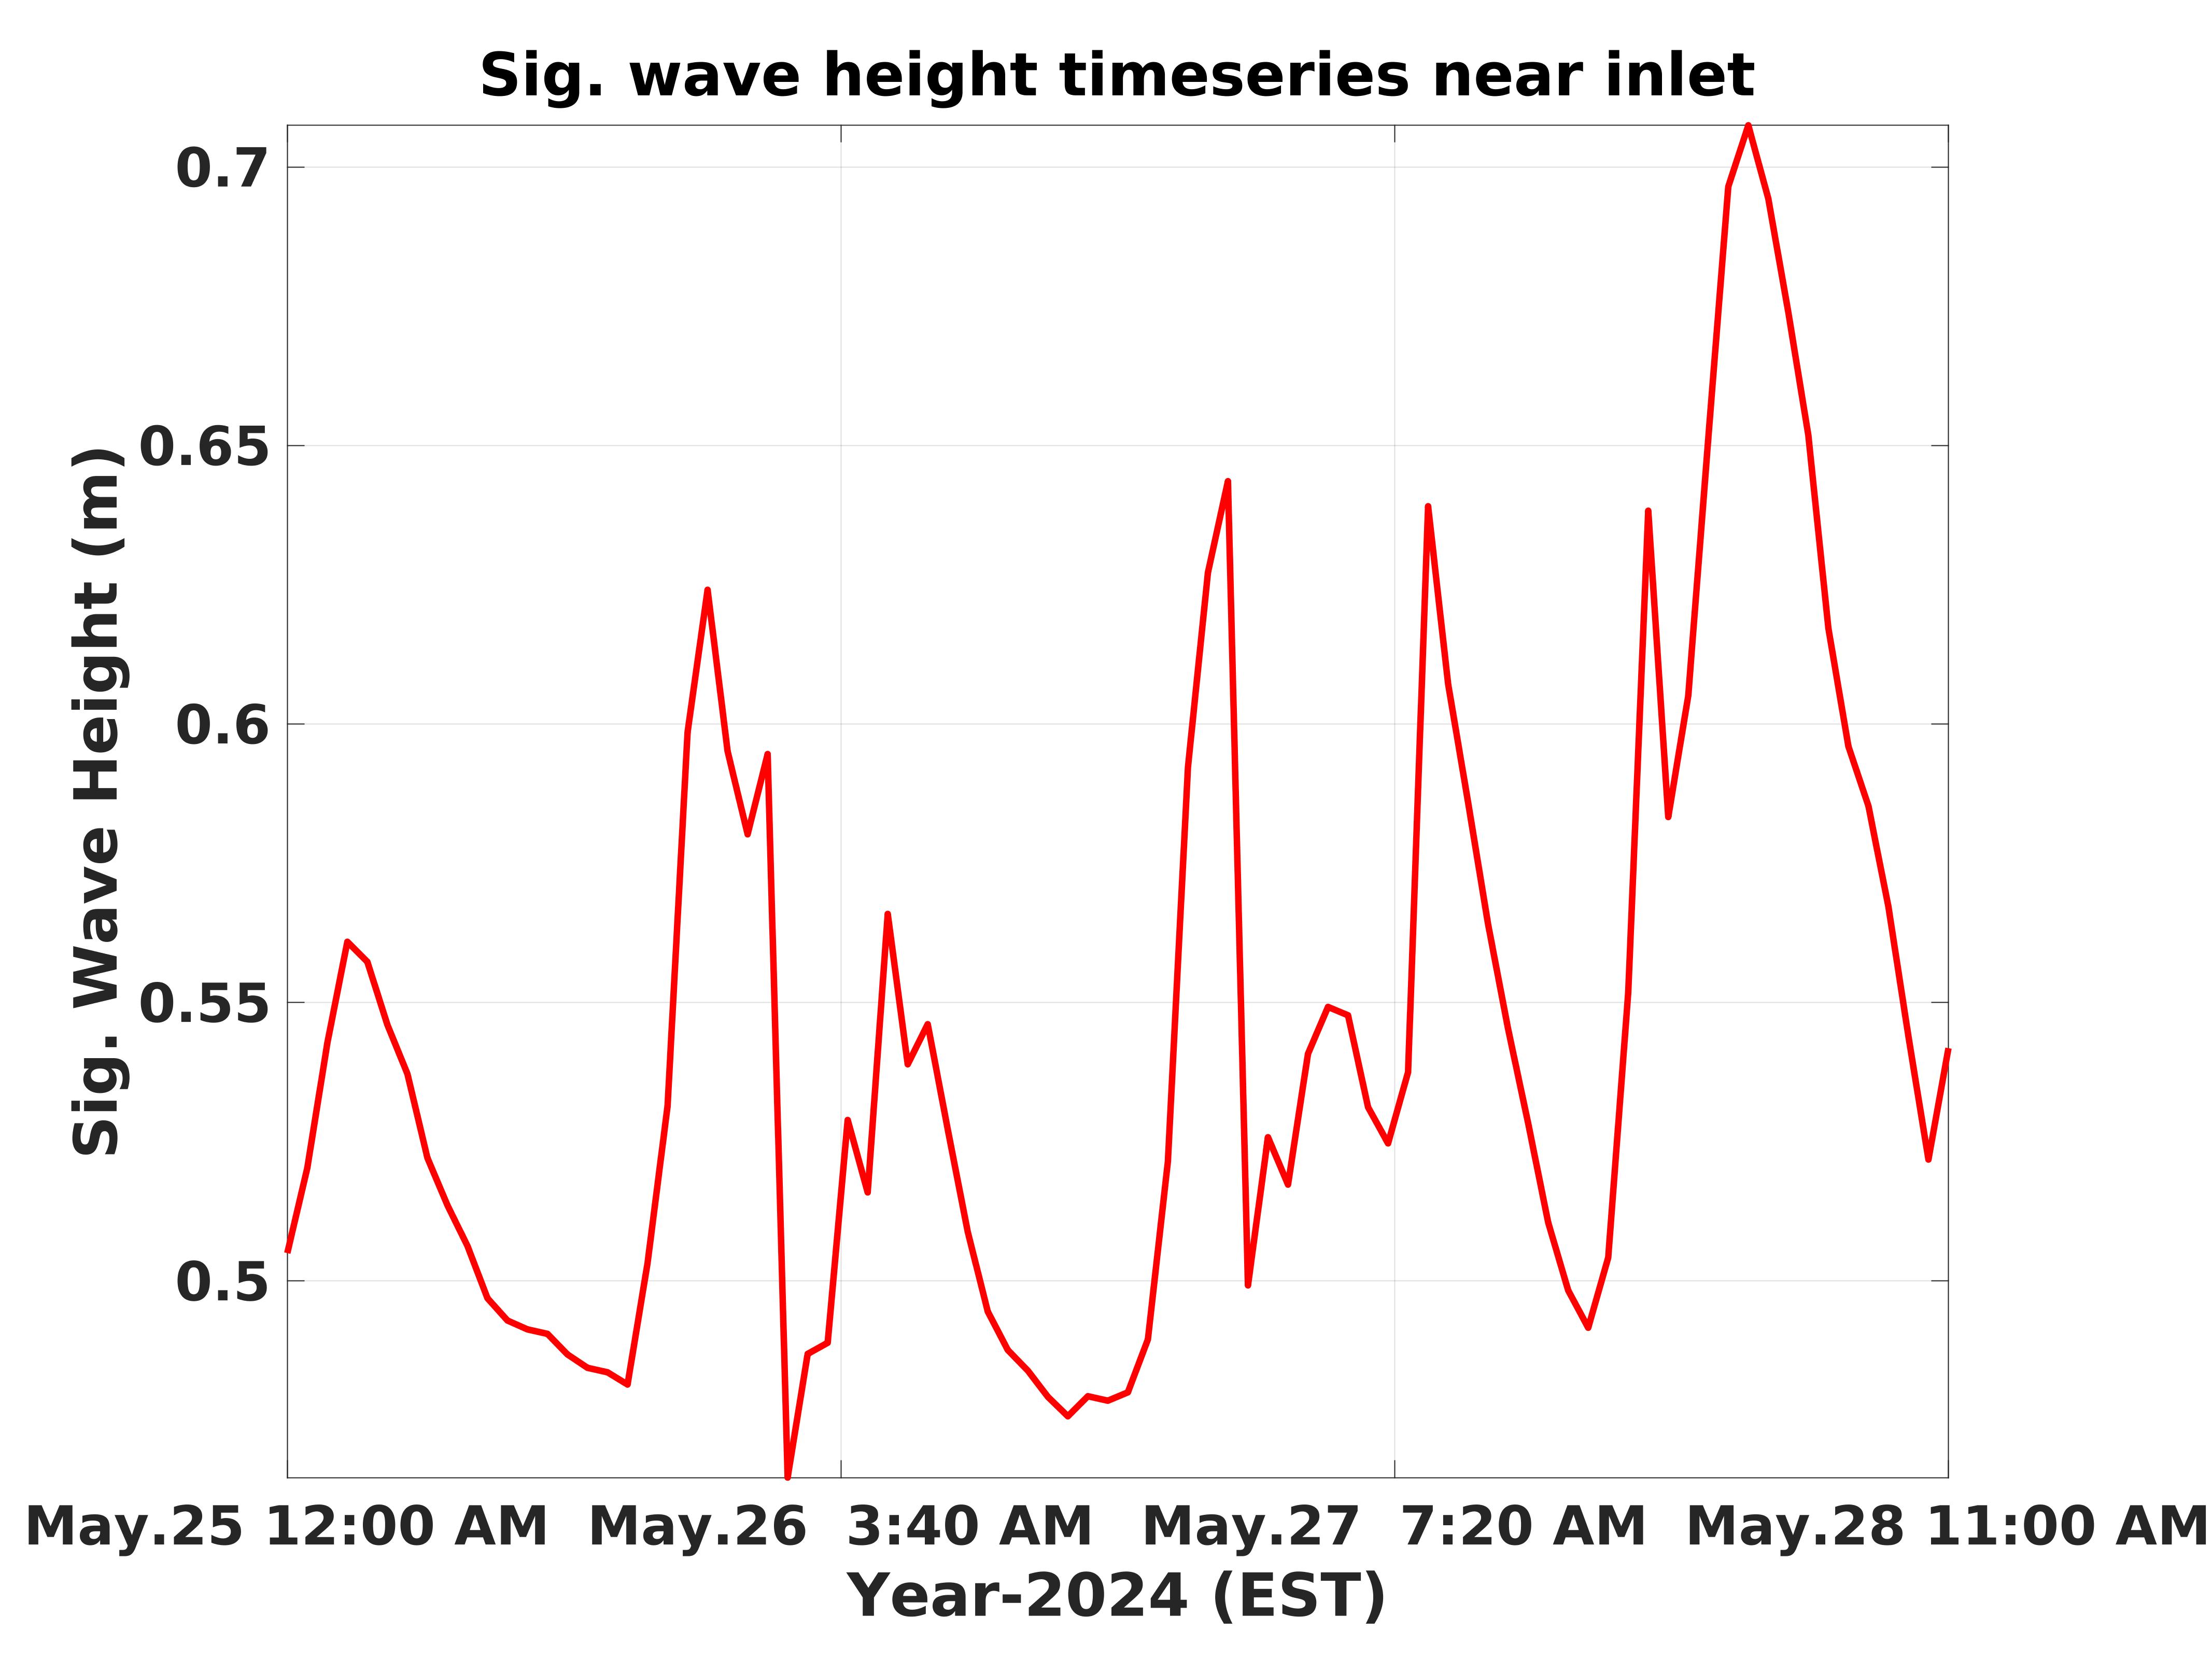 Sig. wave height timeseries near inlet
Sig. Wave Height (m)
0.7
0.65
0.6
0.55
0.5
May.25 12:00 AM May.26 3:40 AM May.27 7:20 AM May.28 11:00 AM
Year-2024 (EST)